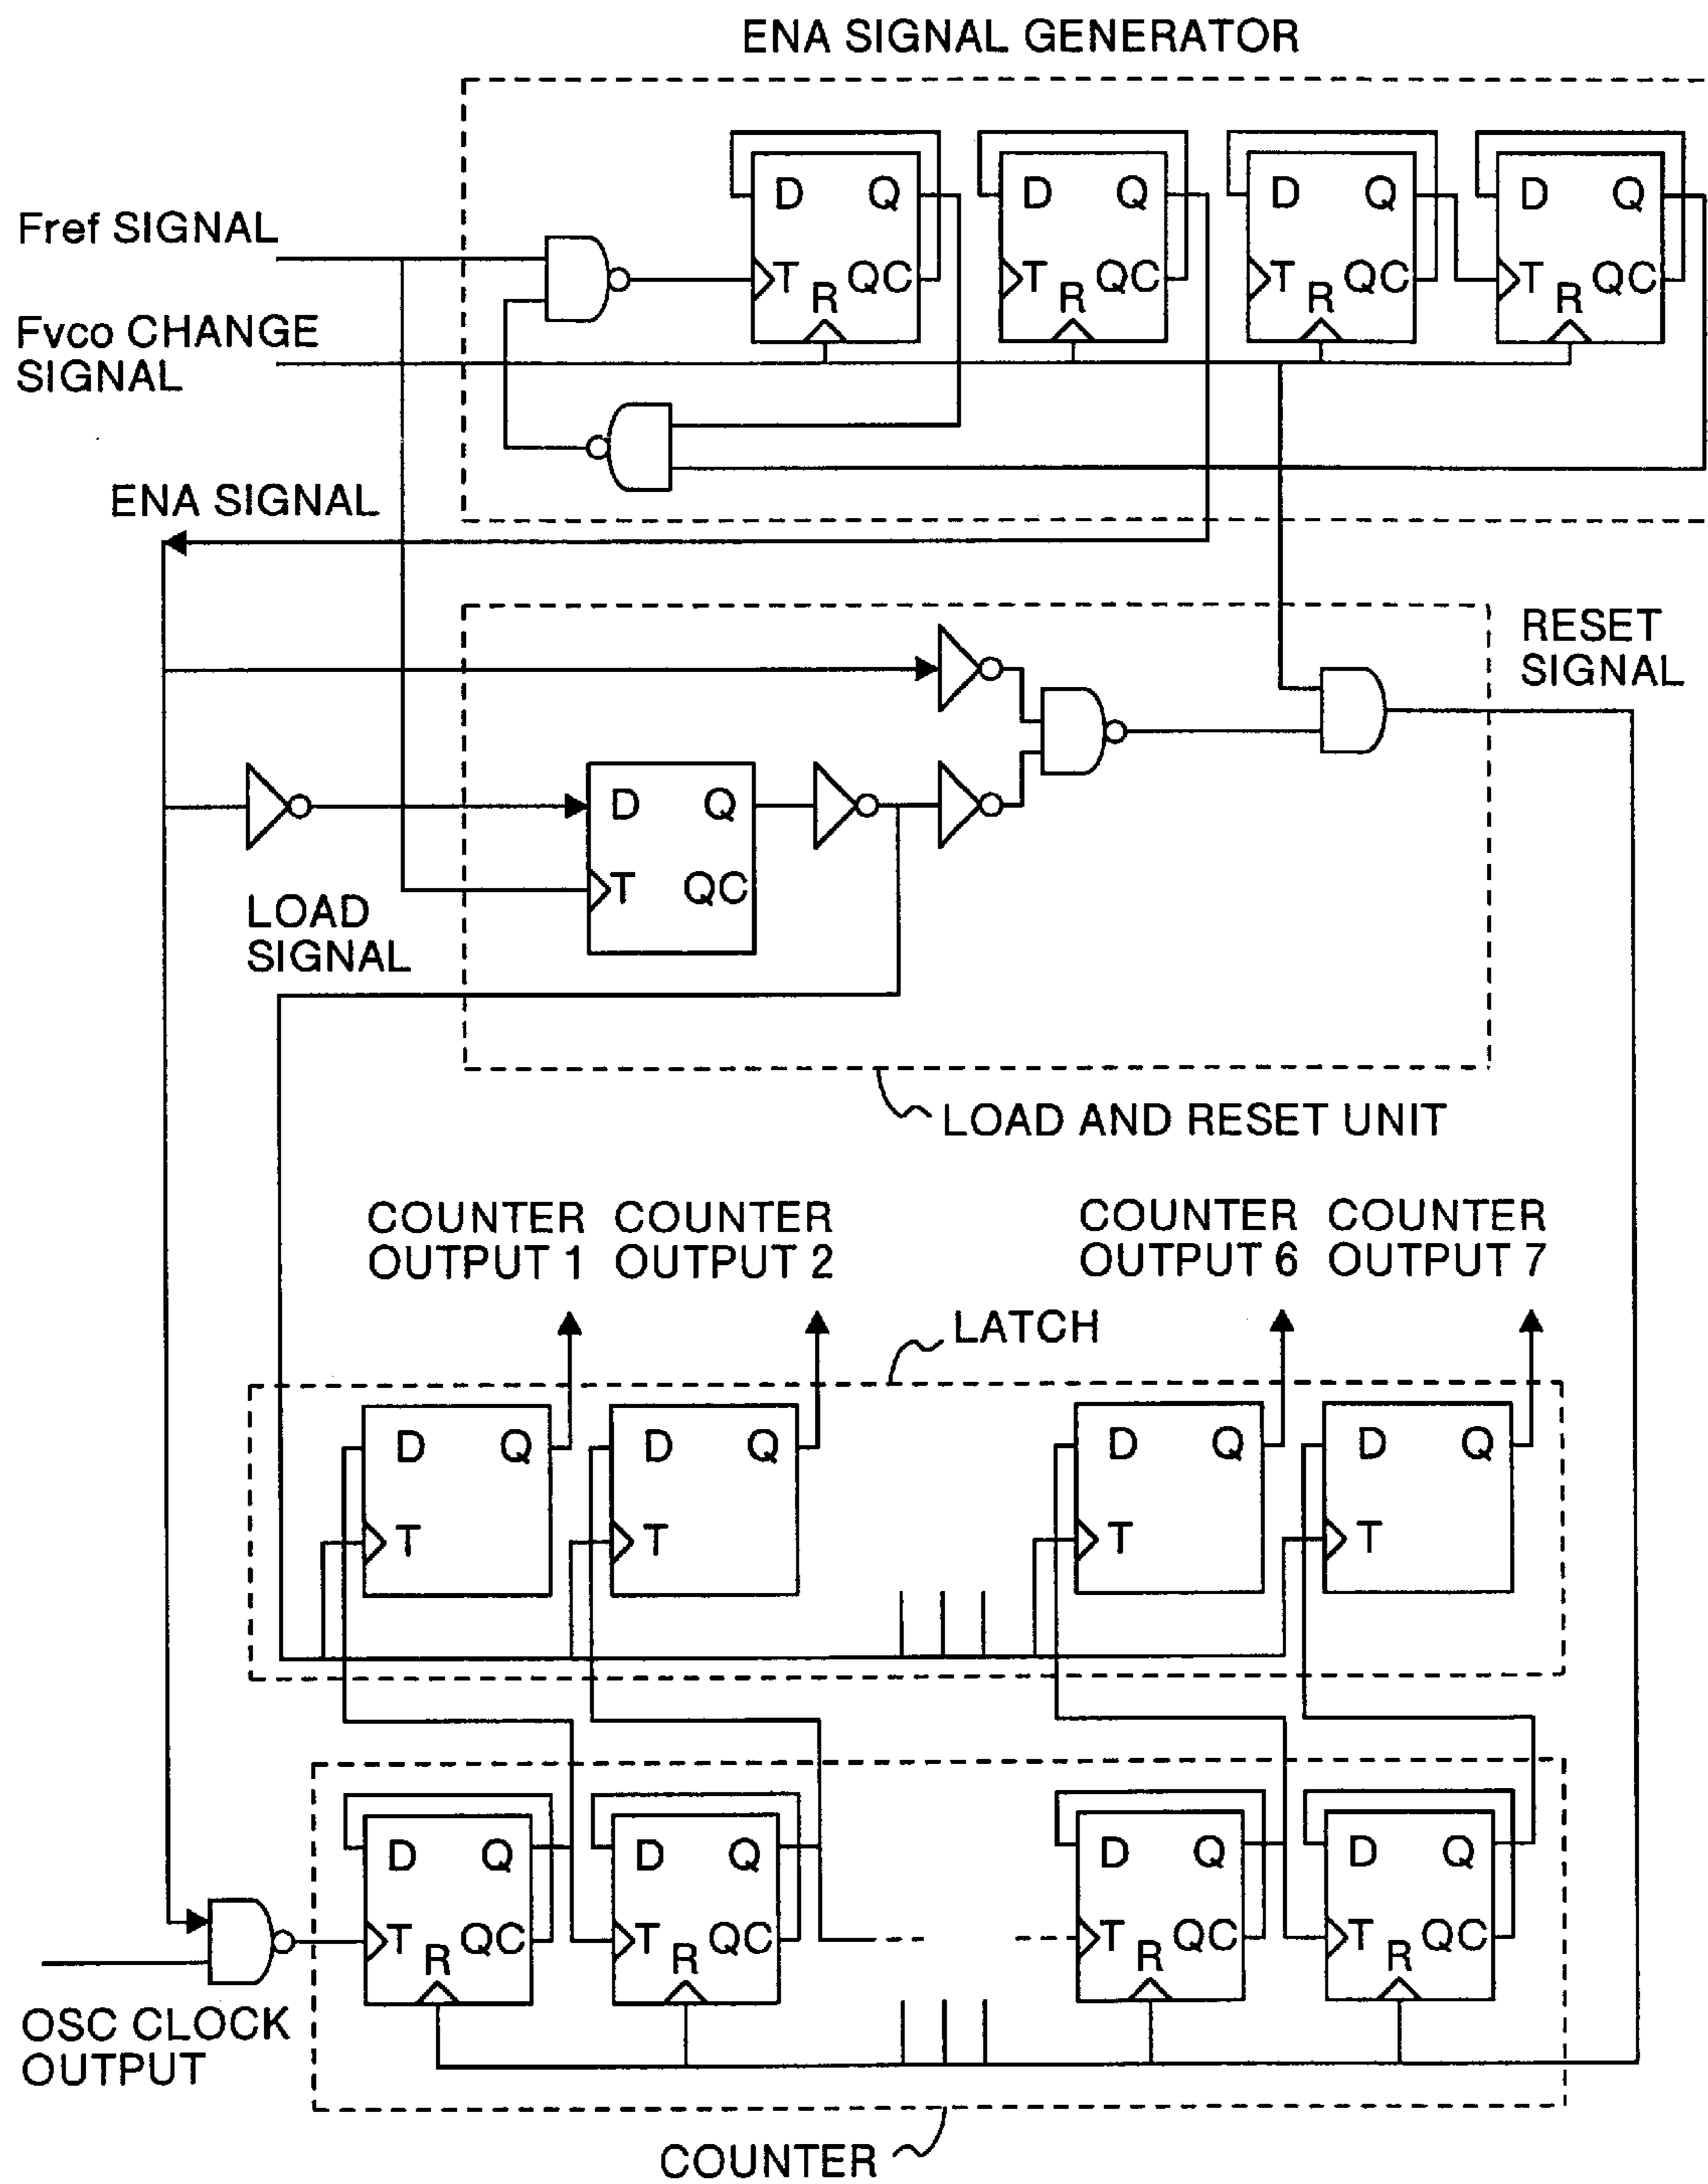 ENA SIGNAL GENERATOR
D Q D Q D Q D Q
Fref SIGNAL
T R QC T R QC T R QC T R QC
Fvco CHANGE
SIGNAL
ENA SIGNAL
RESET
SIGNAL
D Q
T QC
LOAD
SIGNAL
LOAD AND RESET UNIT
COUNTER
OUTPUT 1
COUNTER
OUTPUT 2
COUNTER
OUTPUT 6
COUNTER
OUTPUT 7
LATCH
D Q D Q D Q D Q
T T T T
D Q D Q D Q D Q
T R QC T R QC T R QC T R QC
OSC CLOCK
OUTPUT
COUNTER